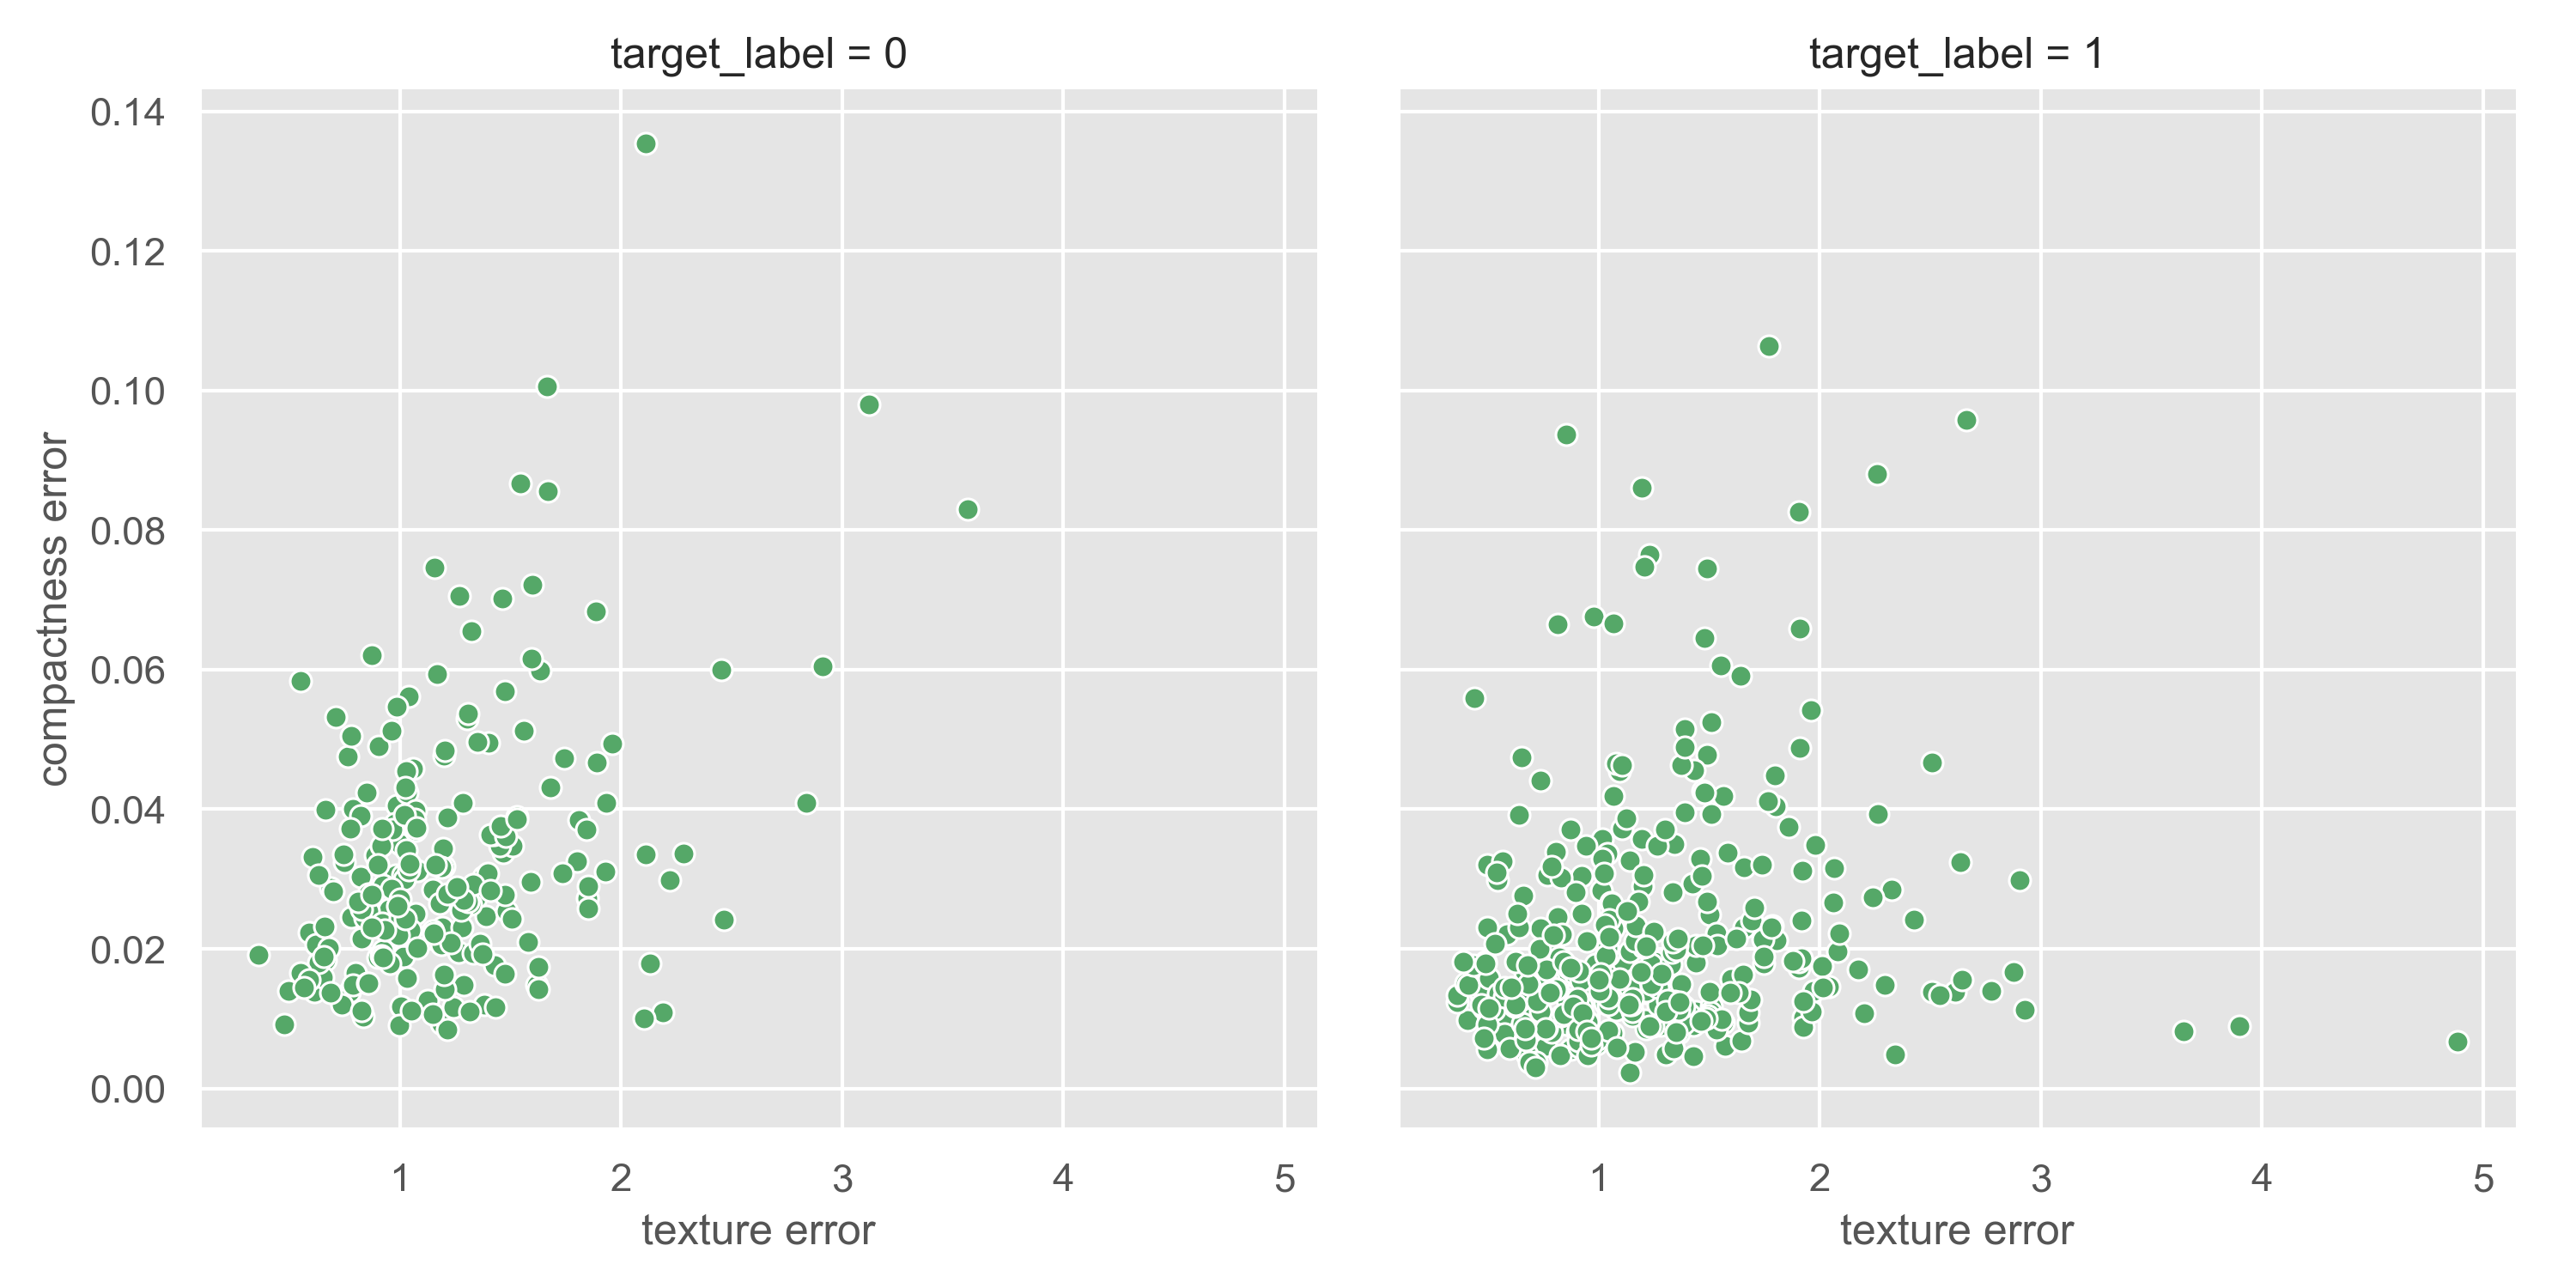 target_label = 0
target_label = 1
0.14
0.12
0.10
0.08
0.06
0.04
0.02
0.00
compactness error
1 2 3 4 5
1 2 3 4 5
texture error
texture error